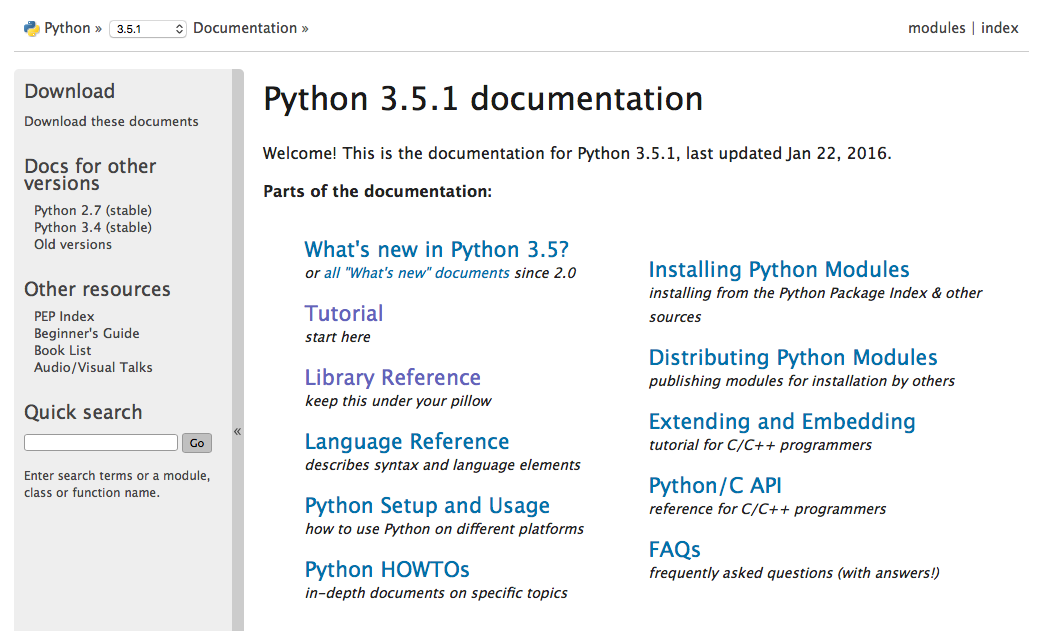 Python » 3.5.1 Documentation »
modules | index
Download
Download these documents
Docs for other
versions
Python 2.7 (stable)
Python 3.4 (stable)
Old versions
Other resources
PEP Index
Beginner's Guide
Book List
Audio/Visual Talks
Quick search
Go
Enter search terms or a module,
class or function name.
«
Python 3.5.1 documentation
Welcome! This is the documentation for Python 3.5.1, last updated Jan 22, 2016.
Parts of the documentation:
What's new in Python 3.5?
or all "What's new" documents since 2.0
Tutorial
start here
Library Reference
keep this under your pillow
Language Reference
describes syntax and language elements
Python Setup and Usage
how to use Python on different platforms
Python HOWTOs
in-depth documents on specific topics
Installing Python Modules
installing from the Python Package Index & other
sources
Distributing Python Modules
publishing modules for installation by others
Extending and Embedding
tutorial for C/C++ programmers
Python/C API
reference for C/C++ programmers
FAQs
frequently asked questions (with answers!)